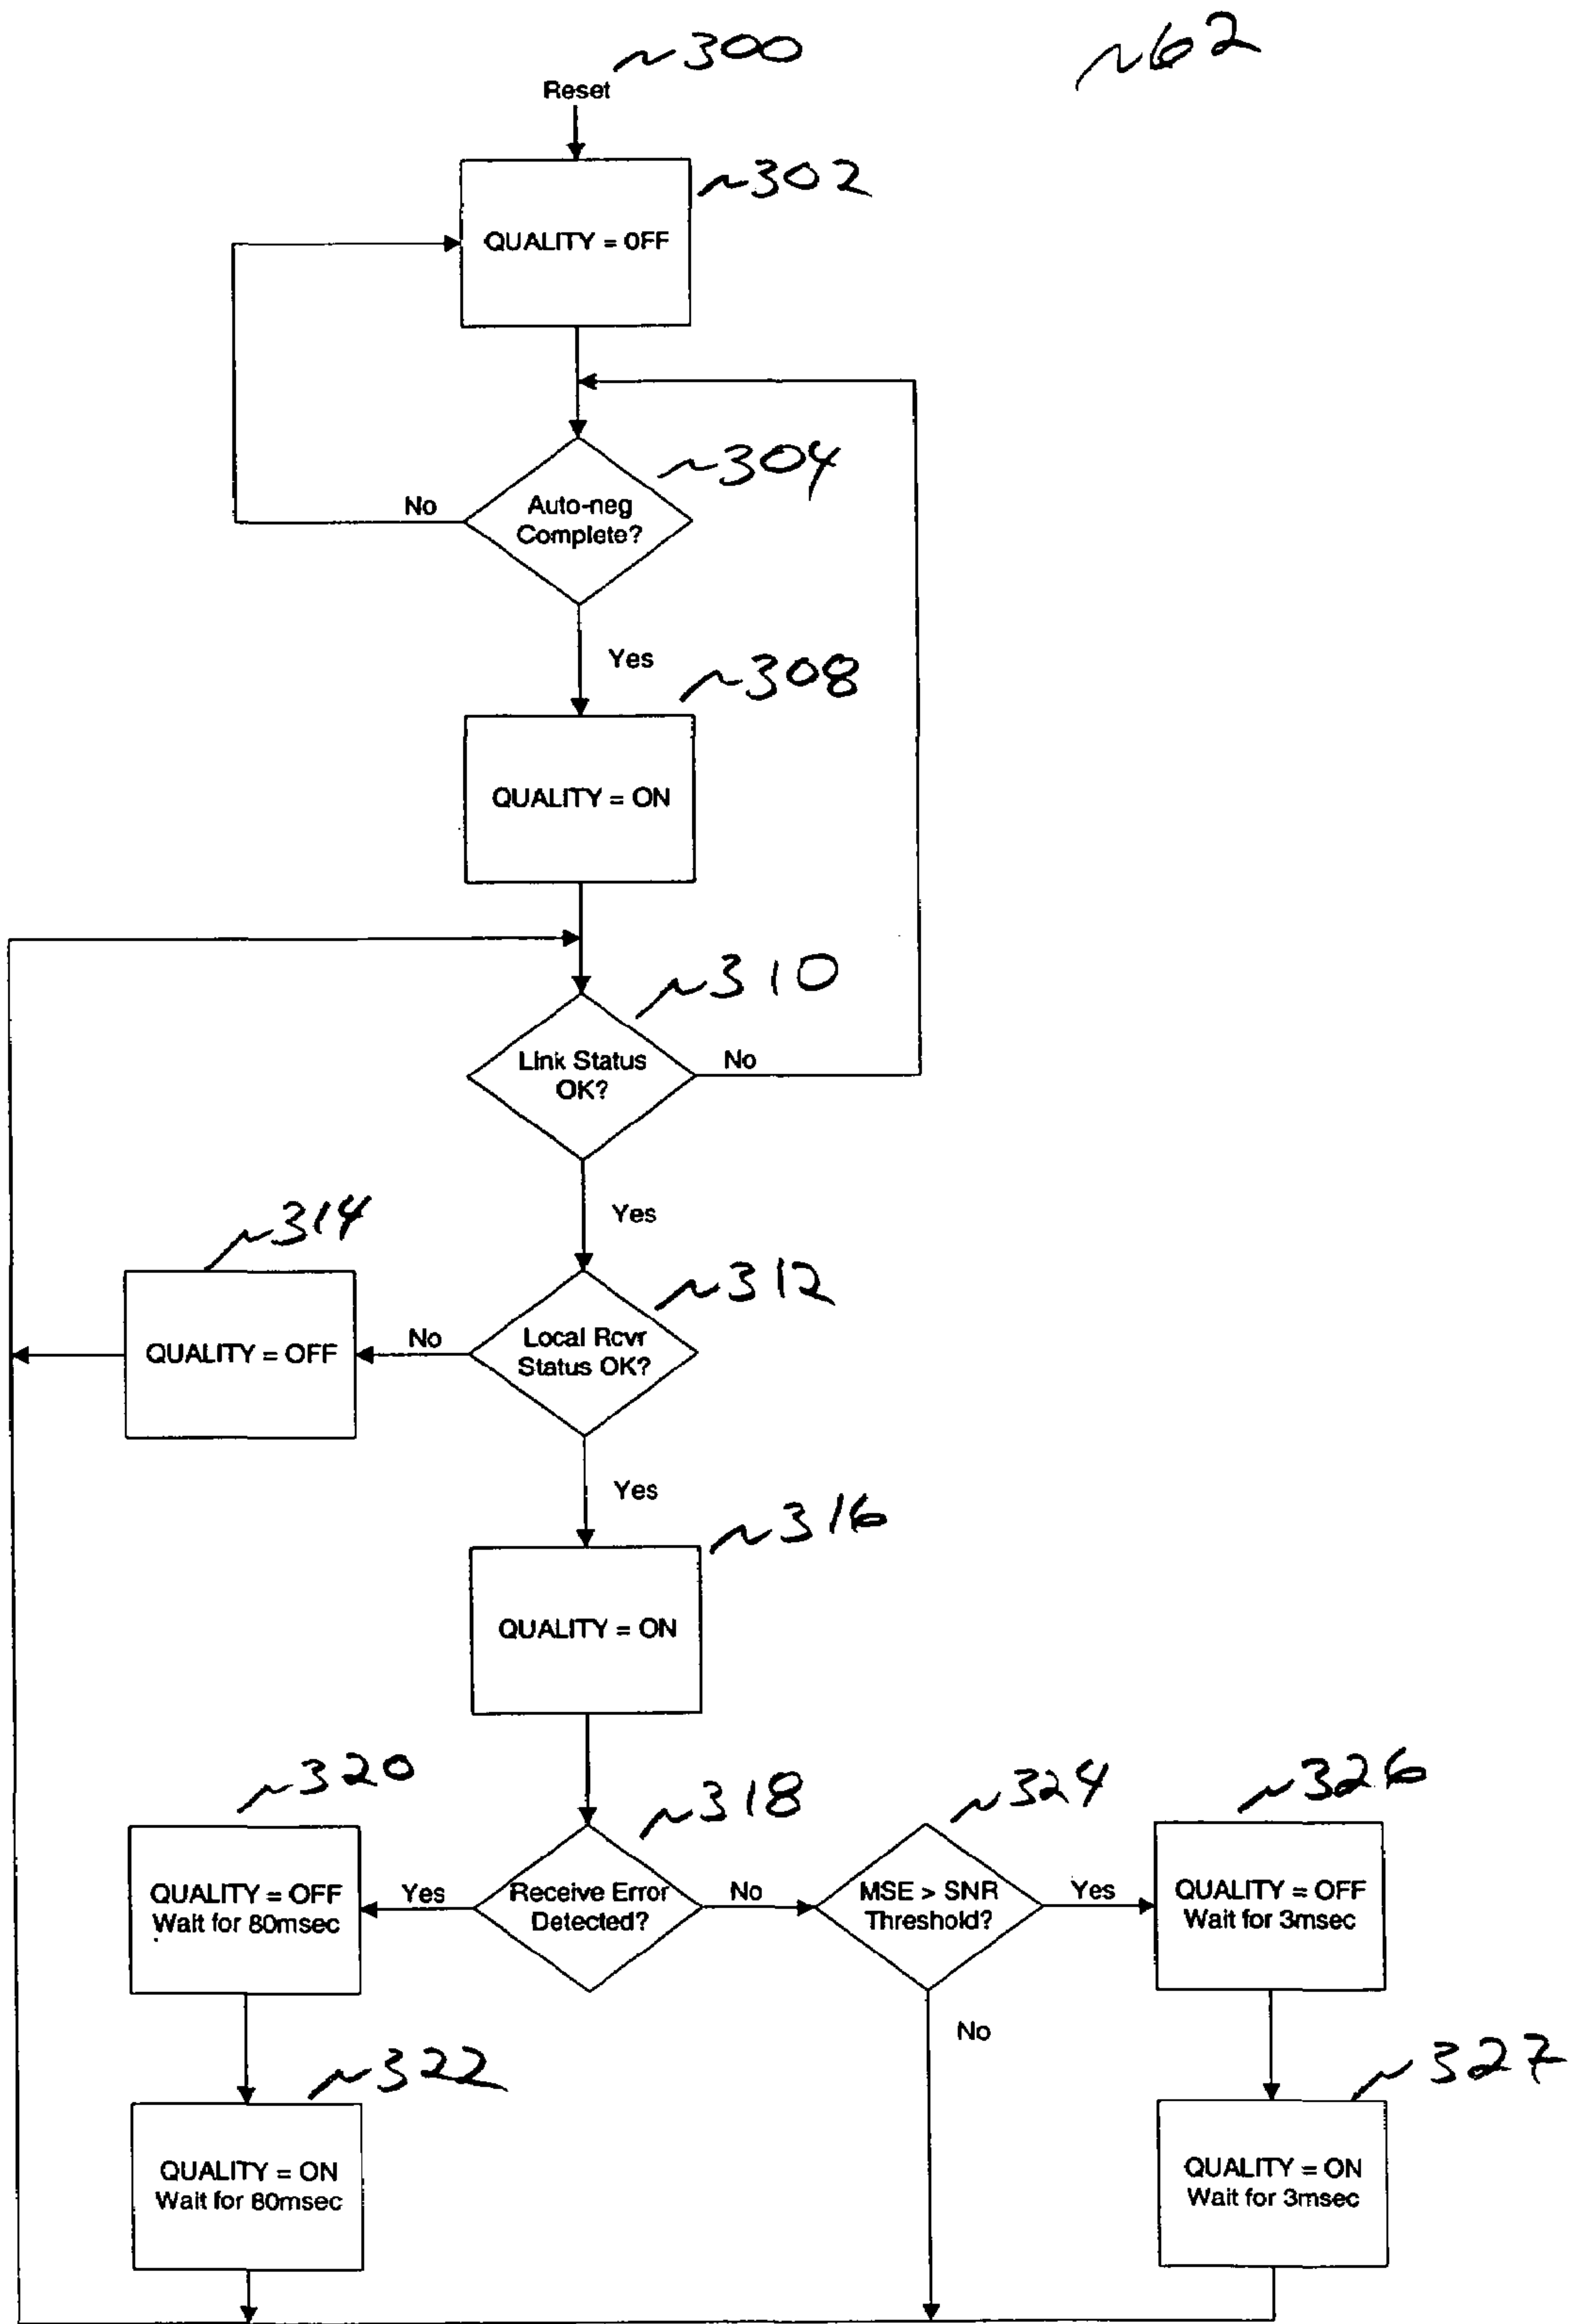 ~300
~62
Reset
~302
QUALITY = OFF
~304
Auto-neg
Complete?
No
Yes
~308
QUALITY = ON
~310
Link Status
OK?
No
Yes
~314
~312
QUALITY = OFF
No
Local Rcvr
Status OK?
Yes
~316
QUALITY = ON
~320
~318
~324
~326
QUALITY = OFF
Wait for 80msec
Yes
Receive Error
Detected?
No
MSE > SNR
Threshold?
Yes
QUALITY = OFF
Wait for 3msec
No
~322
~327
QUALITY = ON
Wait for 80msec
QUALITY = ON
Wait for 3msec